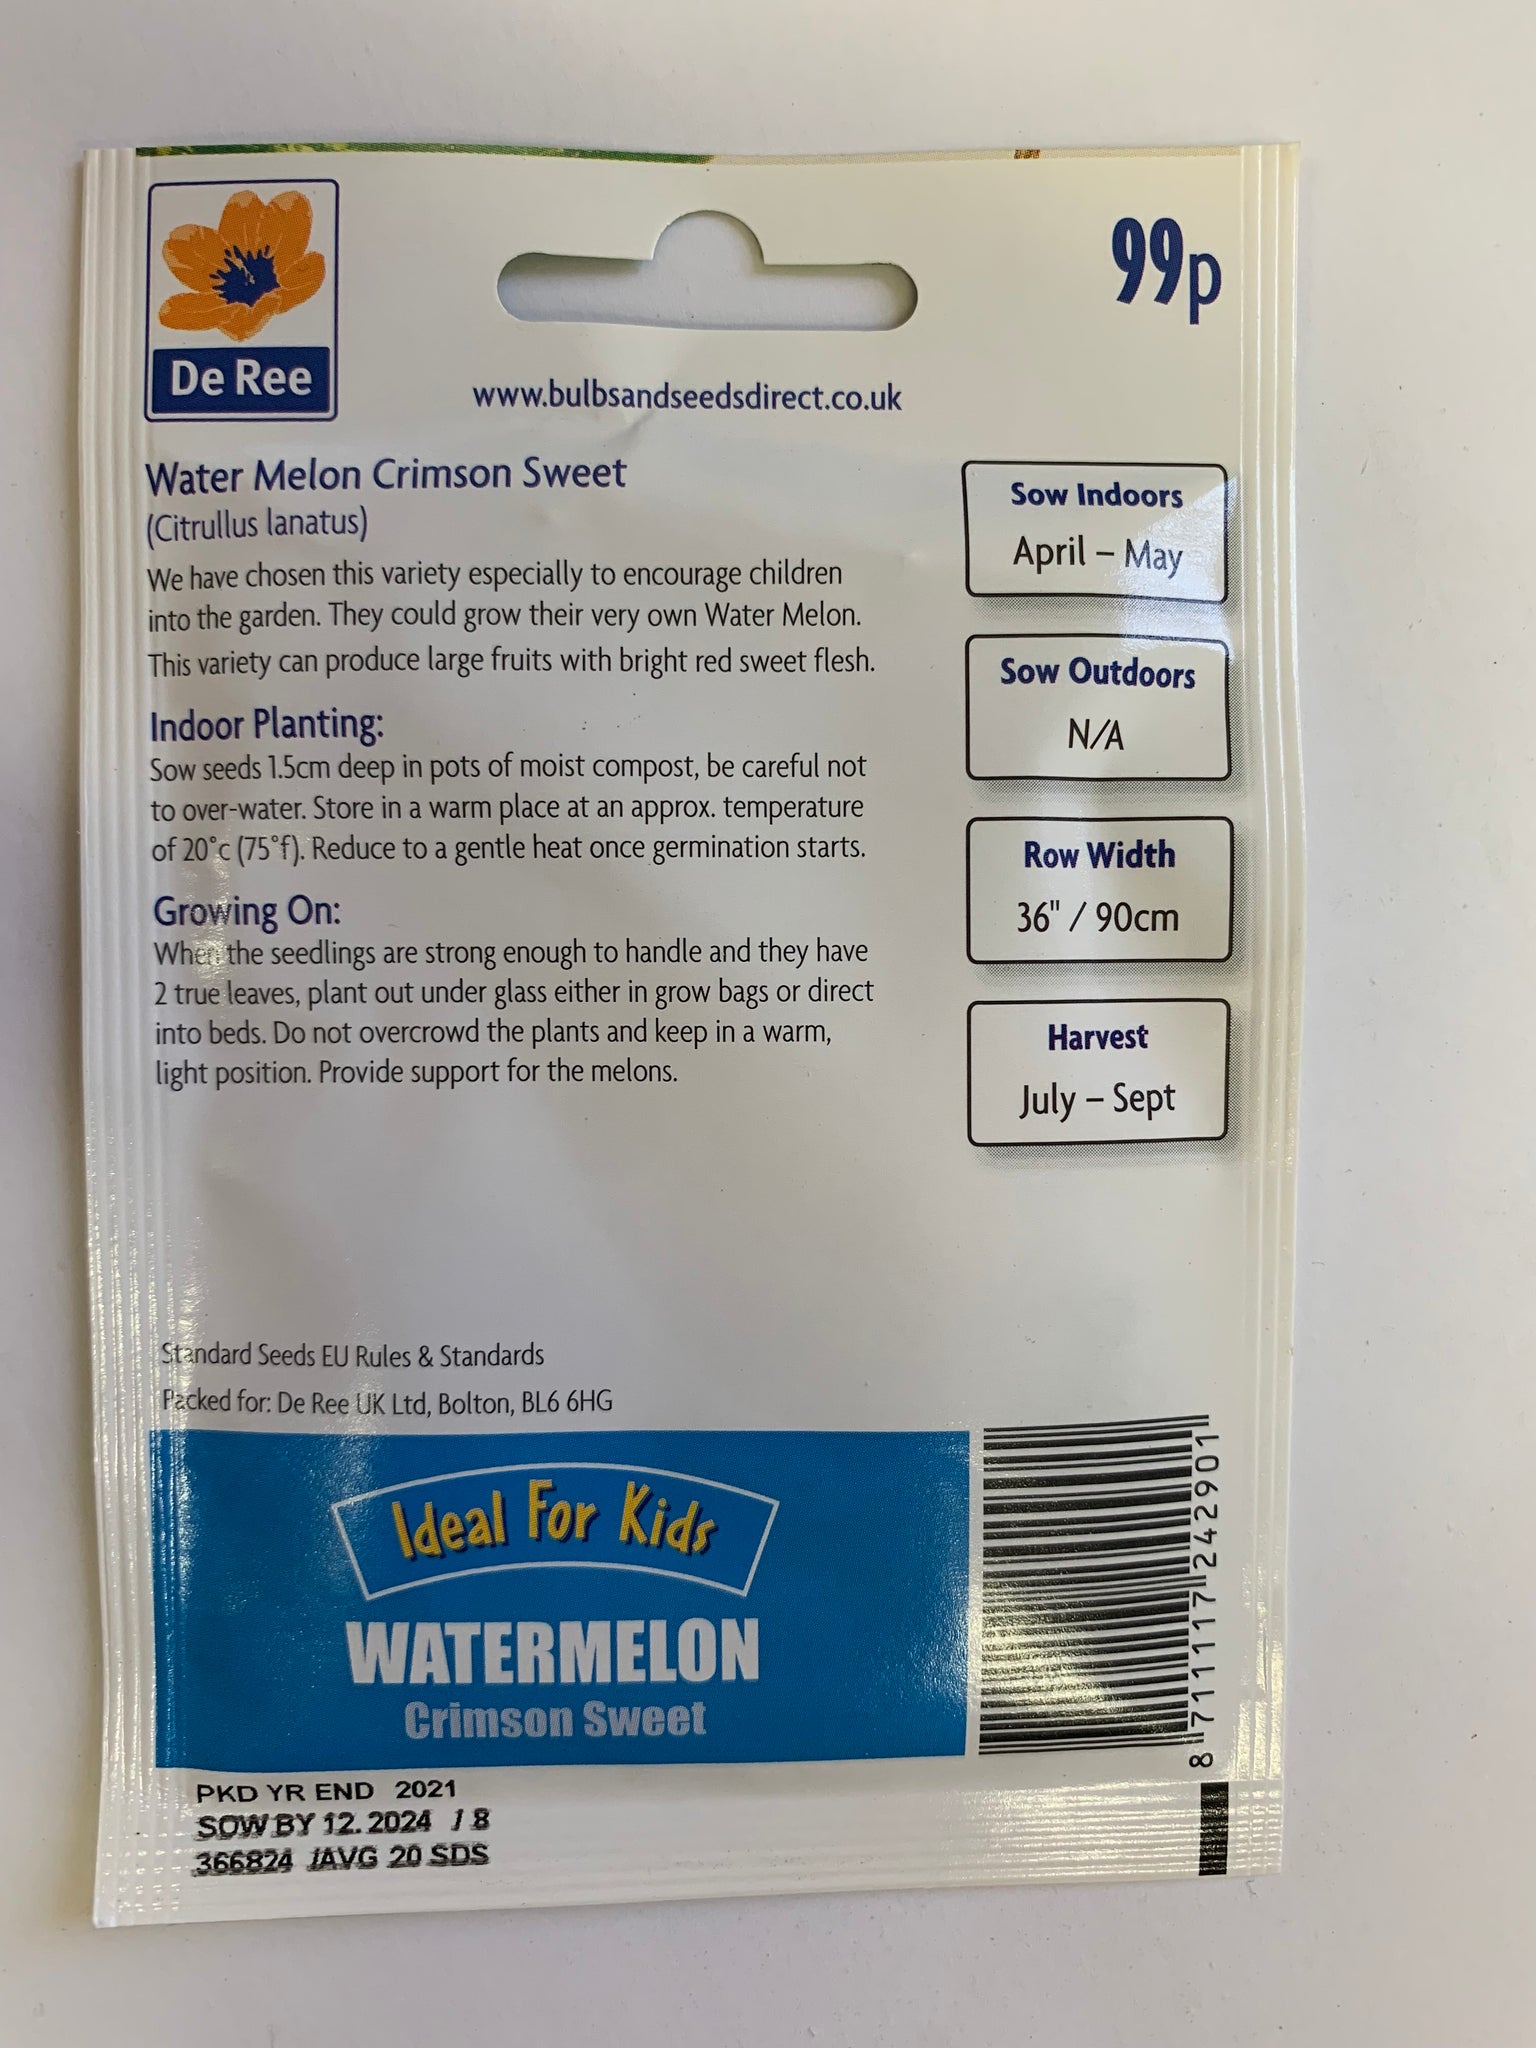 De Ree
99p
www.bulbsandseedsdirect.co.uk
Water Melon Crimson Sweet
(Citrullus lanatus)
We have chosen this variety especially to encourage children
into the garden. They could grow their very own Water Melon.
This variety can produce large fruits with bright red sweet flesh.
Indoor Planting:
Sow seeds 1.5cm deep in pots of moist compost, be careful not
to over-water. Store in a warm place at an approx. temperature
of 20°c (75°f). Reduce to a gentle heat once germination starts.
Growing On:
When the seedlings are strong enough to handle and they have
2 true leaves, plant out under glass either in grow bags or direct
into beds. Do not overcrowd the plants and keep in a warm,
light position. Provide support for the melons.
Sow Indoors
April – May
Sow Outdoors
N/A
Row Width
36" / 90cm
Harvest
July – Sept
Standard Seeds EU Rules & Standards
Packed for: De Ree UK Ltd, Bolton, BL6 6HG
Ideal For Kids
WATERMELON
Crimson Sweet
8 711117 242901
PKD YR END 2021
SOW BY 12. 2024 / 8
366824 /AVG 20 SDS